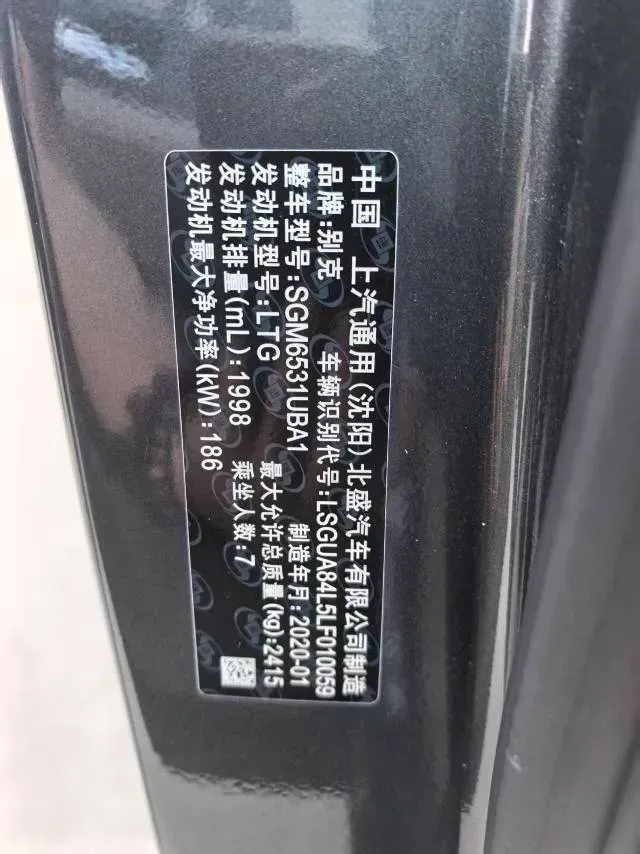 中国 上汽通用(沈阳)北盛汽车有限公司制造
品牌:别克 车辆识别代号:LSGUA84L5LF010059
整车型号:SGM6531UBA1 制造年月:2020-01
发动机型号:LTG 最大允许总质量(kg):2415
发动机排量(mL):1998 乘坐人数:7
发动机最大净功率(kW):186